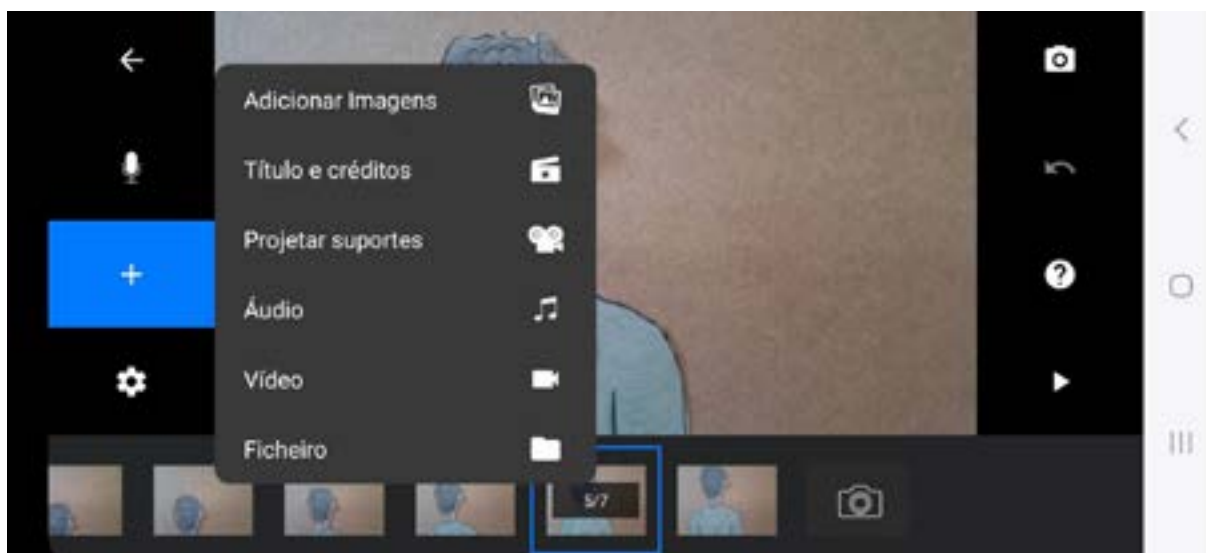 Adicionar Imagens
Título e créditos
Projetar suportes
Áudio
Vídeo
Ficheiro
5/7